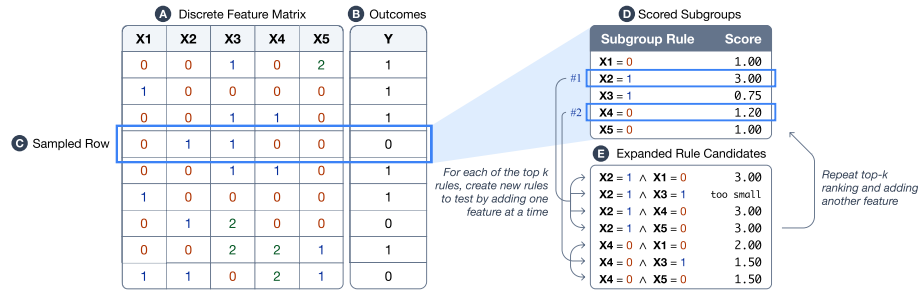 A Discrete Feature Matrix
B Outcomes
X1 X2 X3 X4 X5 Y
0 0 1 0 2 1
1 0 0 0 0 1
0 0 1 1 0 1
C Sampled Row
0 1 1 0 0 0
0 0 1 1 0 1
1 0 0 0 0 1
0 1 2 0 0 0
0 0 2 2 1 1
1 1 0 2 1 0
D Scored Subgroups
Subgroup Rule Score
X1 = 0 1.00
#1 X2 = 1 3.00
X3 = 1 0.75
#2 X4 = 0 1.20
X5 = 0 1.00
For each of the top k
rules, create new rules
to test by adding one
feature at a time
E Expanded Rule Candidates
X2 = 1 ∧ X1 = 0 3.00
X2 = 1 ∧ X3 = 1 too small
X2 = 1 ∧ X4 = 0 3.00
X2 = 1 ∧ X5 = 0 3.00
X4 = 0 ∧ X1 = 0 2.00
X4 = 0 ∧ X3 = 1 1.50
X4 = 0 ∧ X5 = 0 1.50
Repeat top-k
ranking and adding
another feature